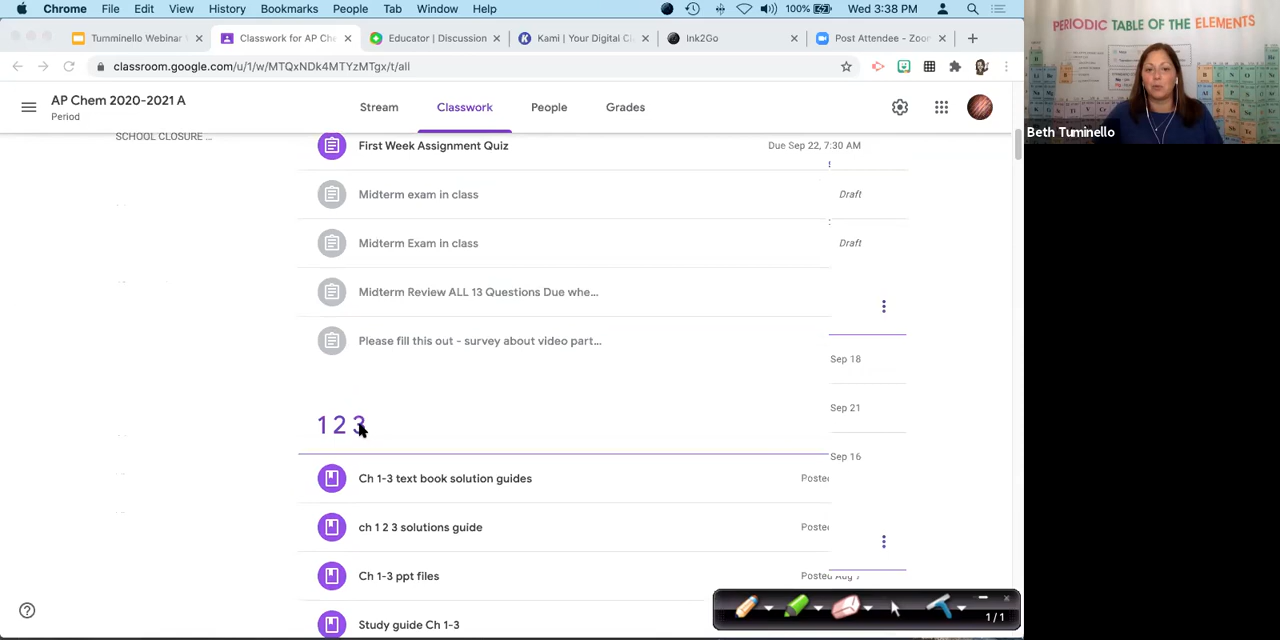 Chrome File Edit View History Bookmarks People Tab Window Help 100% Wed 3:38 PM
Tumminello Webinar Classwork for AP Che Educator | Discussion Kami | Your Digital Cl Ink2Go Post Attendee - Zoom
classroom.google.com/u/1/w/MTQxNDk4MTYzMTgx/t/all
AP Chem 2020-2021 A
Period
Stream Classwork People Grades
SCHOOL CLOSURE ...
First Week Assignment Quiz Due Sep 22, 7:30 AM
Midterm exam in class Draft
Midterm Exam in class Draft
Midterm Review ALL 13 Questions Due whe...
Please fill this out - survey about video part...
Sep 18
Sep 21
1 2 3
Sep 16
Ch 1-3 text book solution guides Poste
ch 1 2 3 solutions guide Poste
Ch 1-3 ppt files Posted Aug
Study guide Ch 1-3
1 / 1
PERIODIC TABLE OF THE ELEMENTS
Beth Tuminello